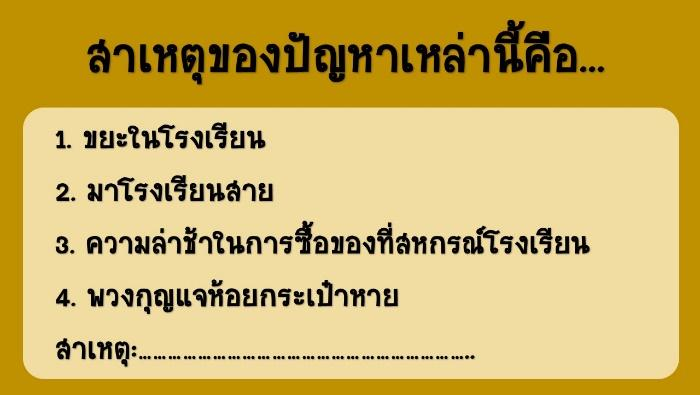 สาเหตุของปัญหาเหล่านี้คือ...
1. ขยะในโรงเรียน
2. มาโรงเรียนสาย
3. ความล่าช้าในการซื้อของที่สหกรณ์โรงเรียน
4. พวงกุญแจห้อยกระเป๋าหาย
สาเหตุ:…………………………………………………………..